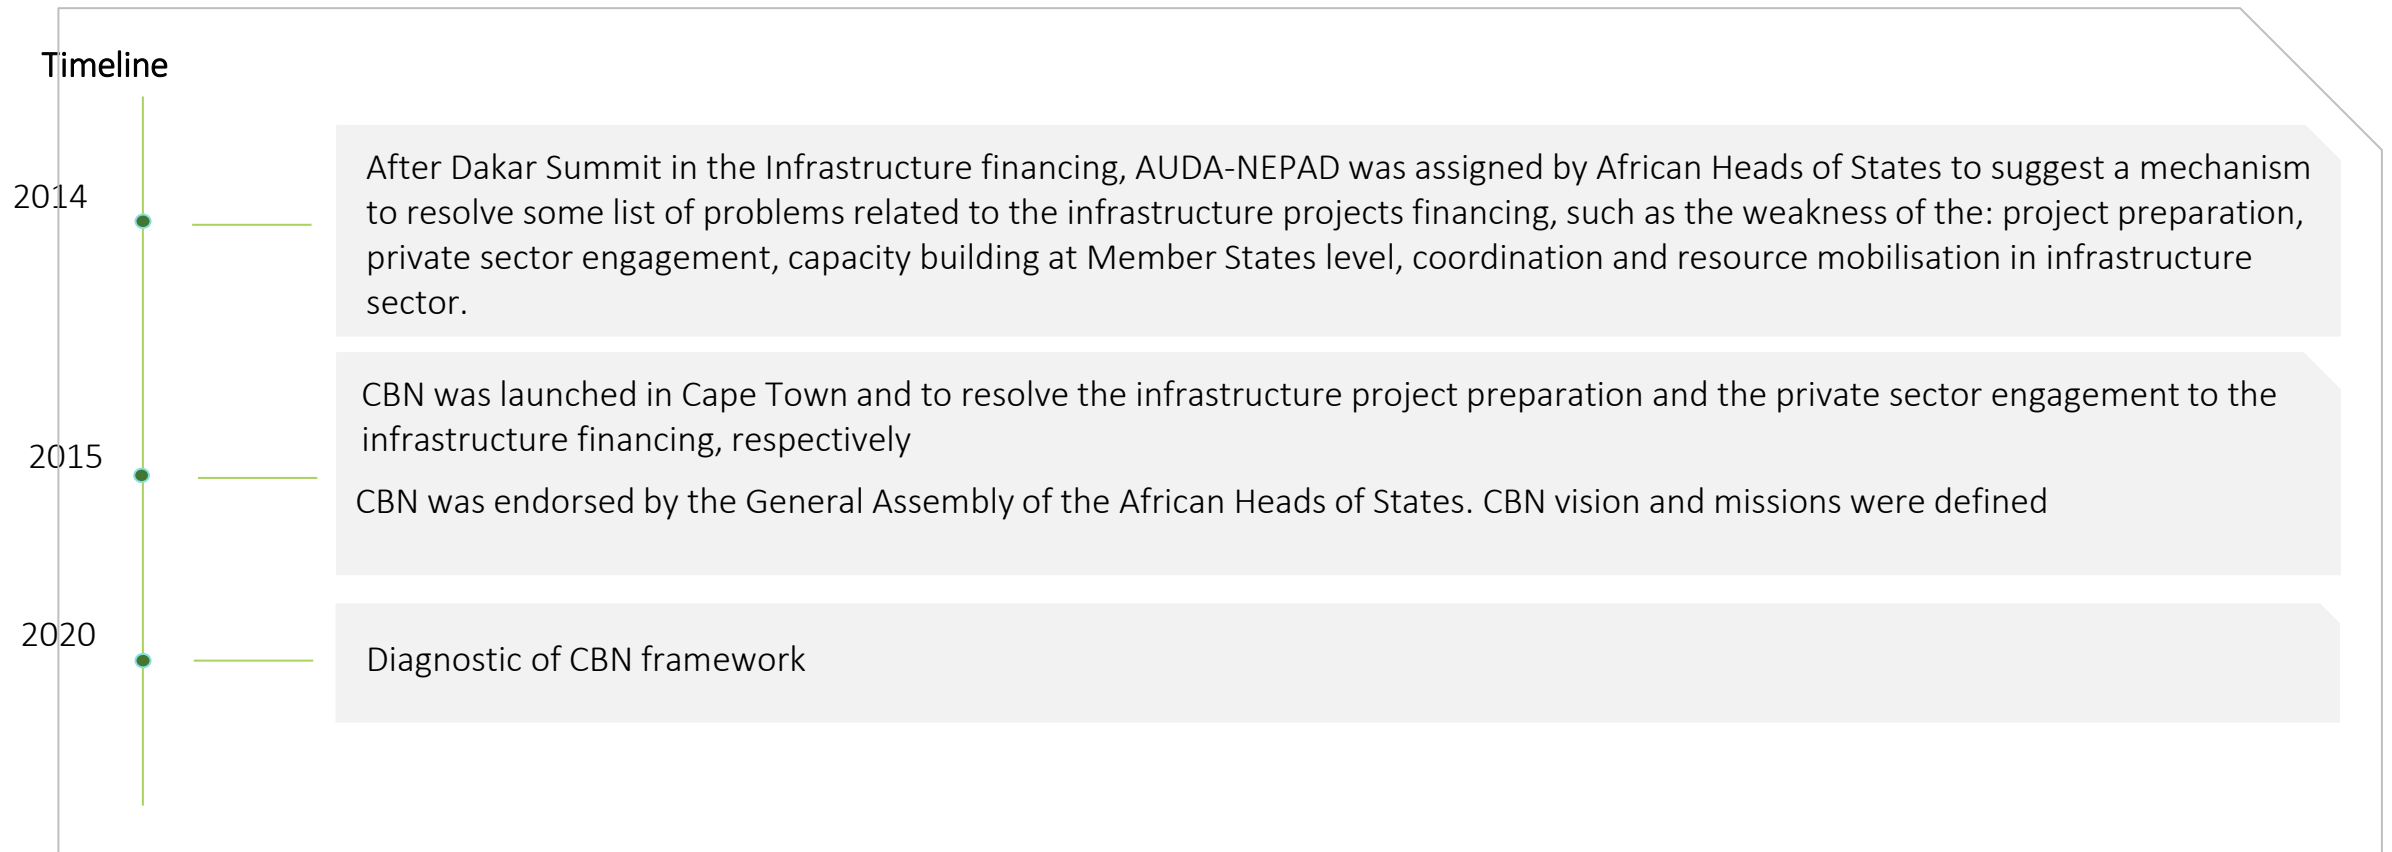 Timeline
2014
After Dakar Summit in the Infrastructure financing, AUDA-NEPAD was assigned by African Heads of States to suggest a mechanism
to resolve some list of problems related to the infrastructure projects financing, such as the weakness of the: project preparation,
private sector engagement, capacity building at Member States level, coordination and resource mobilisation in infrastructure
sector.
2015
CBN was launched in Cape Town and to resolve the infrastructure project preparation and the private sector engagement to the
infrastructure financing, respectively
CBN was endorsed by the General Assembly of the African Heads of States. CBN vision and missions were defined
2020
Diagnostic of CBN framework